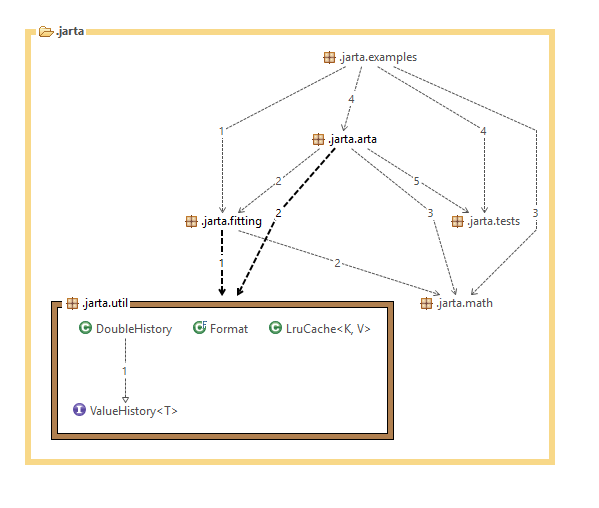 .jarta
.jarta.examples
4
1
4
.jarta.arta
2
5
2
3
3
.jarta.fitting
.jarta.tests
1
2
.jarta.util
.jarta.math
C DoubleHistory
C F Format
C LruCache<K, V>
1
I ValueHistory<T>